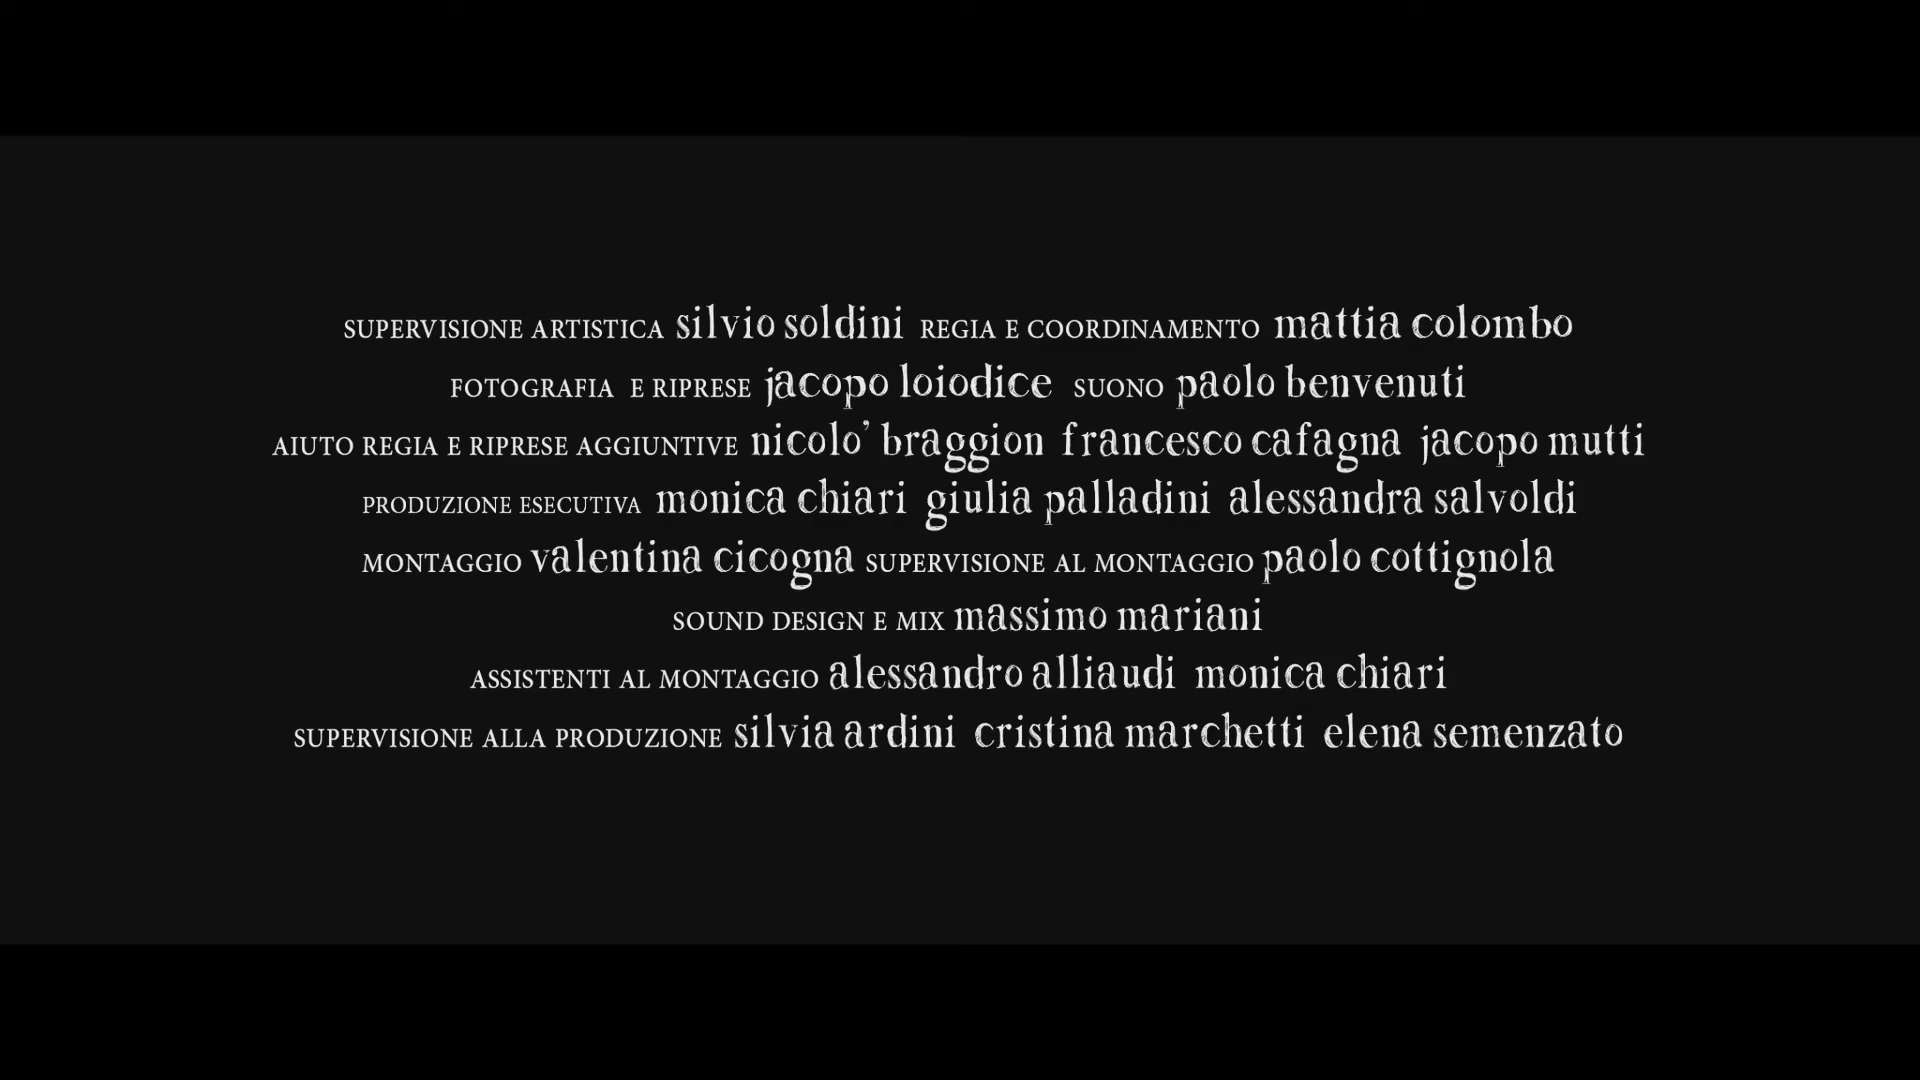 SUPERVISIONE ARTISTICA silvio soldini REGIA E COORDINAMENTO mattia colombo
FOTOGRAFIA E RIPRESE jacopo loiodice SUONO paolo benvenuti
AIUTO REGIA E RIPRESE AGGIUNTIVE nicolo' braggion francesco cafagna jacopo mutti
PRODUZIONE ESECUTIVA monica chiari giulia palladini alessandra salvoldi
MONTAGGIO valentina cicogna SUPERVISIONE AL MONTAGGIO paolo cottignola
SOUND DESIGN E MIX massimo mariani
ASSISTENTI AL MONTAGGIO alessandro alliaudi monica chiari
SUPERVISIONE ALLA PRODUZIONE silvia ardini cristina marchetti elena semenzato